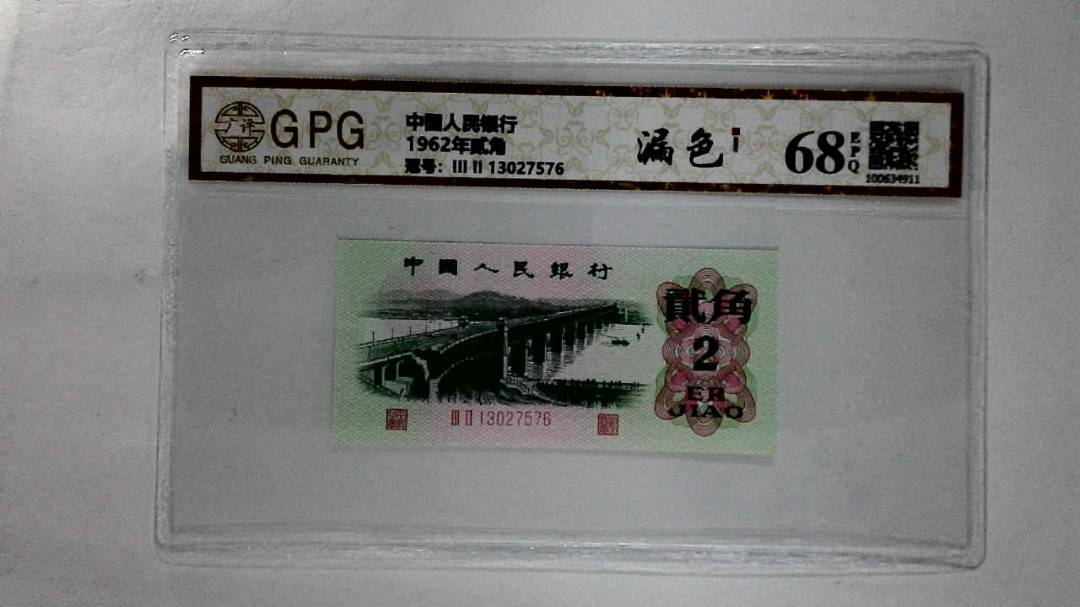 GPG
GUANG PING GUARANTY
中國人民銀行
1962年貳角
冠号: III II 13027576
漏色
68
EPQ
100634911
中國人民銀行
貳角
2
ER
JIAO
III II 13027576